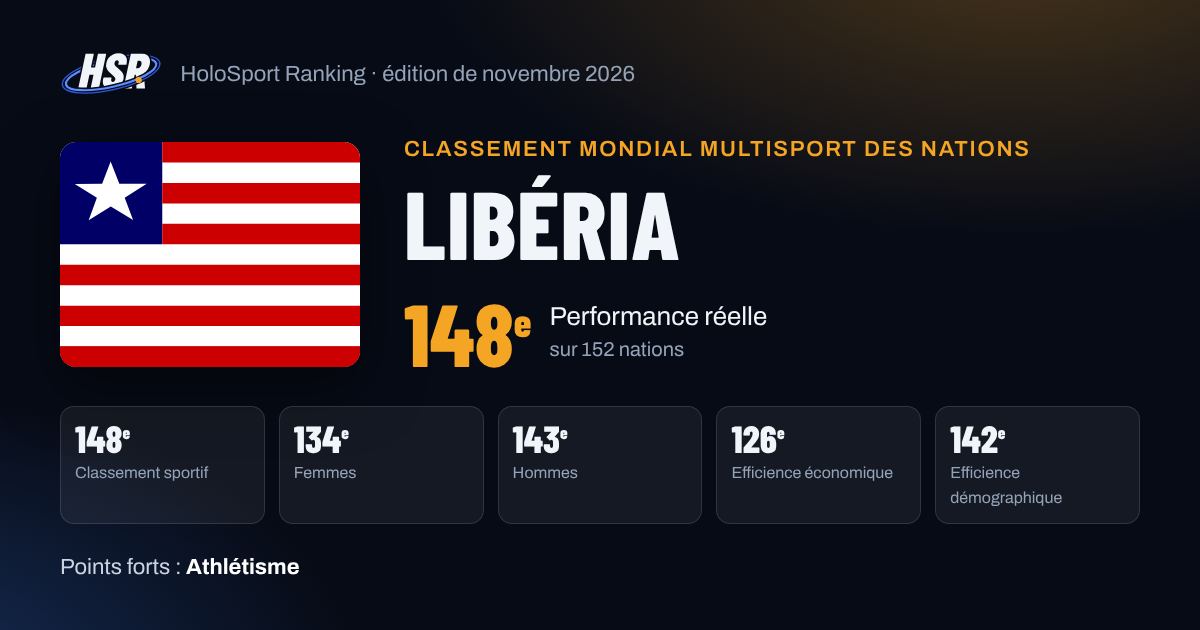 HSR
HoloSport Ranking · édition de novembre 2026
CLASSEMENT MONDIAL MULTISPORT DES NATIONS
LIBÉRIA
148e Performance réelle
sur 152 nations
148e
Classement sportif
134e
Femmes
143e
Hommes
126e
Efficience économique
142e
Efficience
démographique
Points forts : Athlétisme